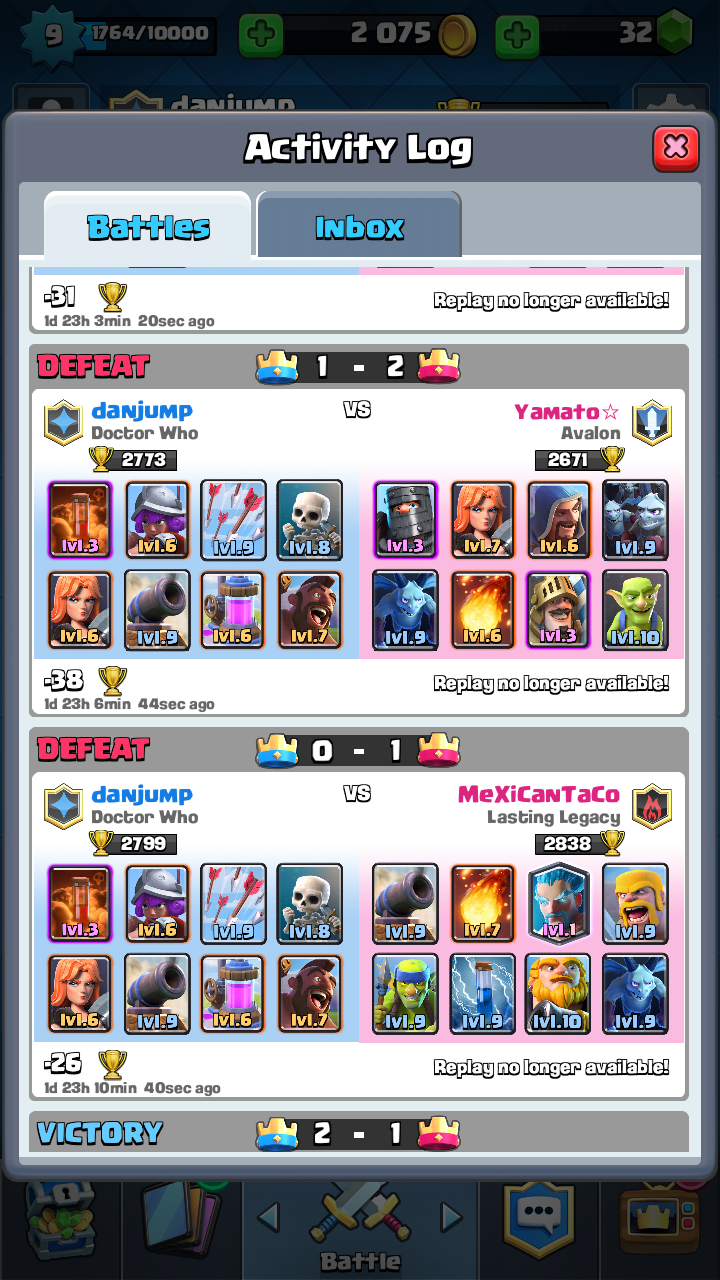 9 1764/10000 2 075 32
danjump
Activity Log
Battles Inbox
-31 Replay no longer available!
1d 23h 3min 20sec ago
DEFEAT 1 - 2
danjump VS Yamato☆
Doctor Who Avalon
2773 2671
lvl.3 lvl.6 lvl.9 lvl.8 lvl.3 lvl.7 lvl.6 lvl.9
lvl.6 lvl.9 lvl.6 lvl.7 lvl.9 lvl.6 lvl.3 lvl.10
-38 Replay no longer available!
1d 23h 6min 44sec ago
DEFEAT 0 - 1
danjump VS MeXiCanTaCo
Doctor Who Lasting Legacy
2799 2838
lvl.3 lvl.6 lvl.9 lvl.8 lvl.9 lvl.7 lvl.1 lvl.9
lvl.6 lvl.9 lvl.6 lvl.7 lvl.9 lvl.9 lvl.10 lvl.9
-26 Replay no longer available!
1d 23h 10min 40sec ago
VICTORY 2 - 1
Battle